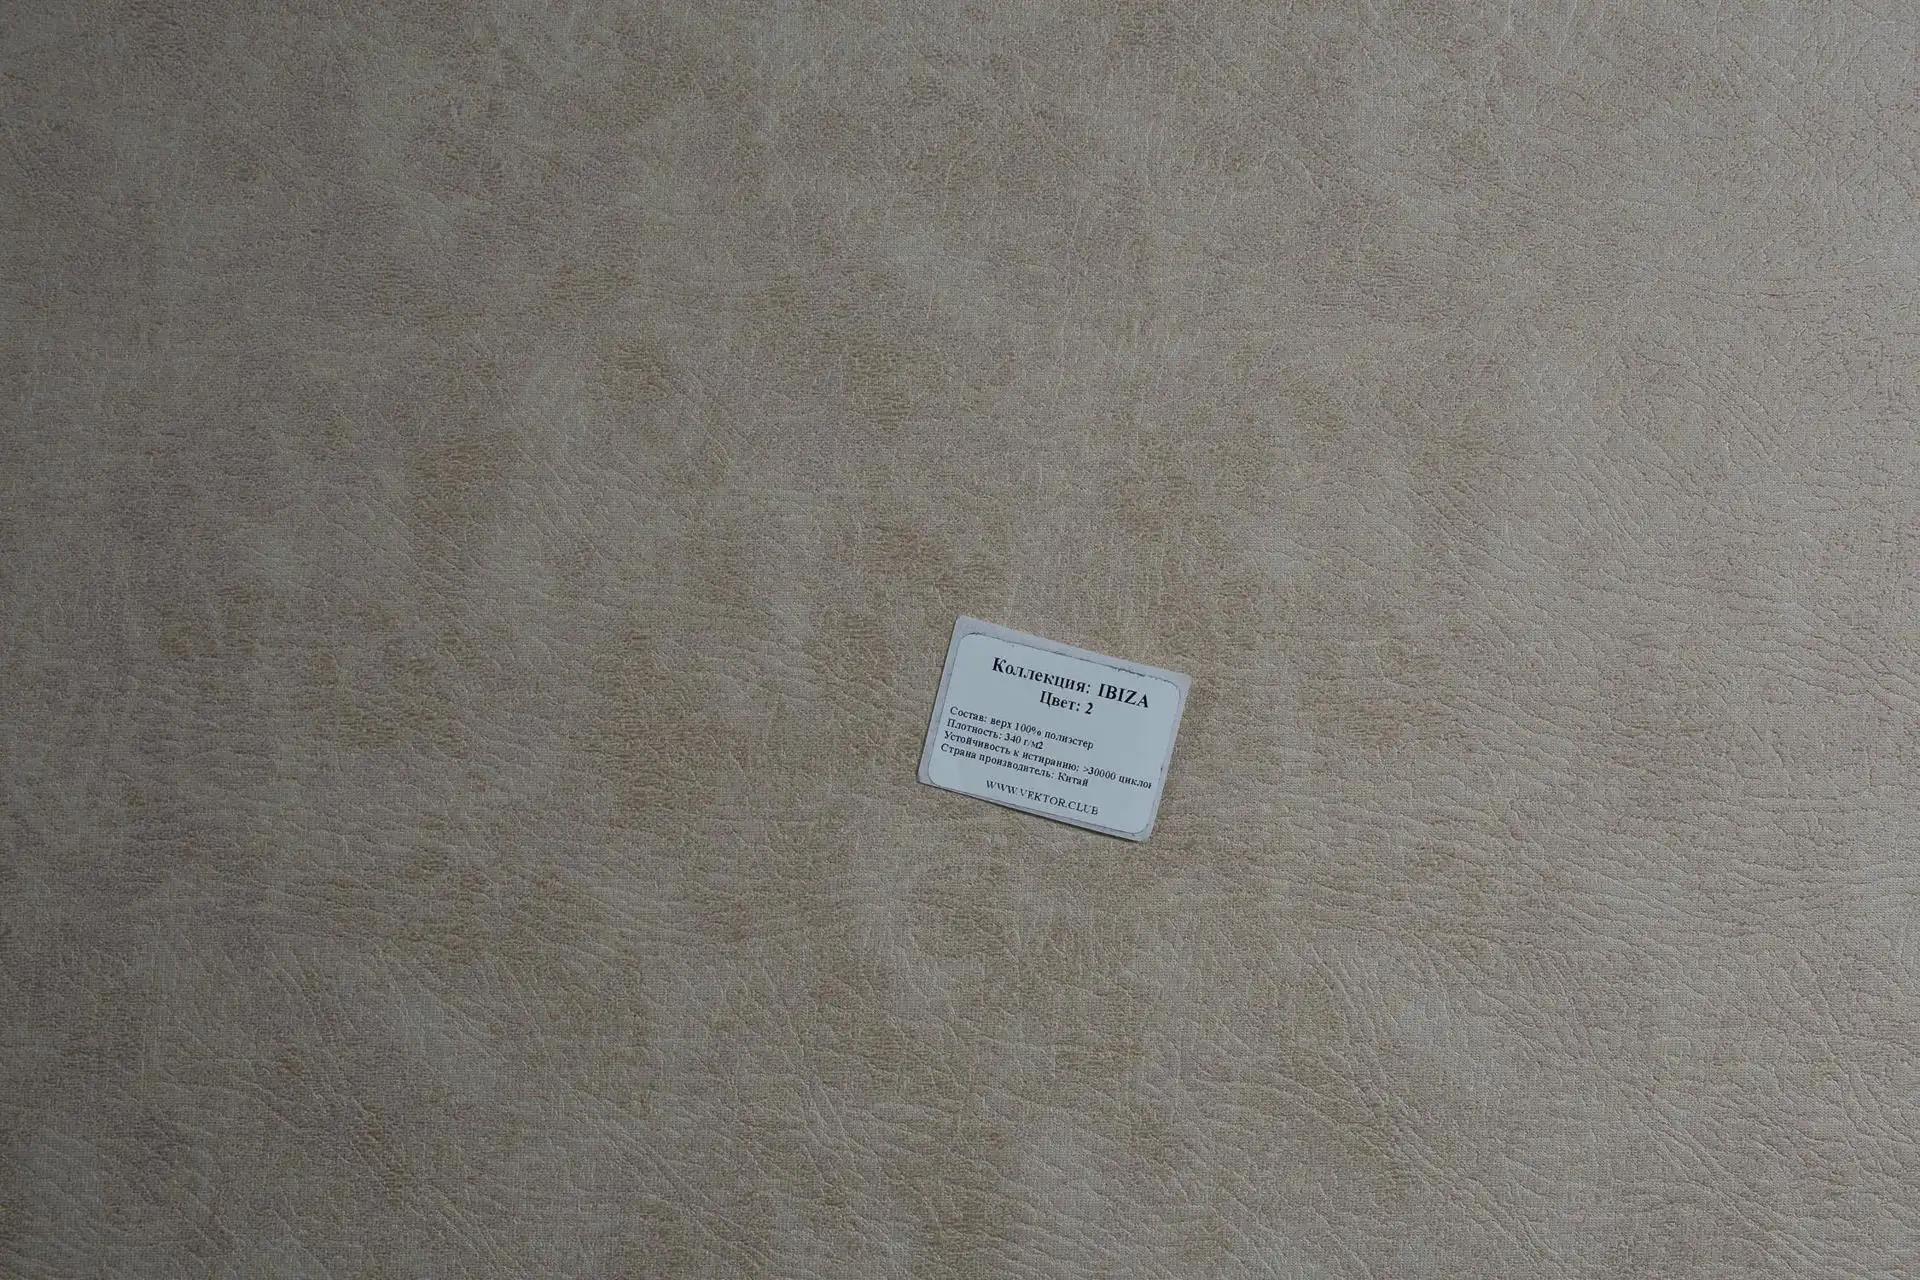 Коллекция: IBIZA
Цвет: 2
Состав: верх 100% полиэстер
Плотность: 340 г/м2
Устойчивость к истиранию: >30000 циклов
Страна производитель: Китай
WWW.VEKTOR.CLUB